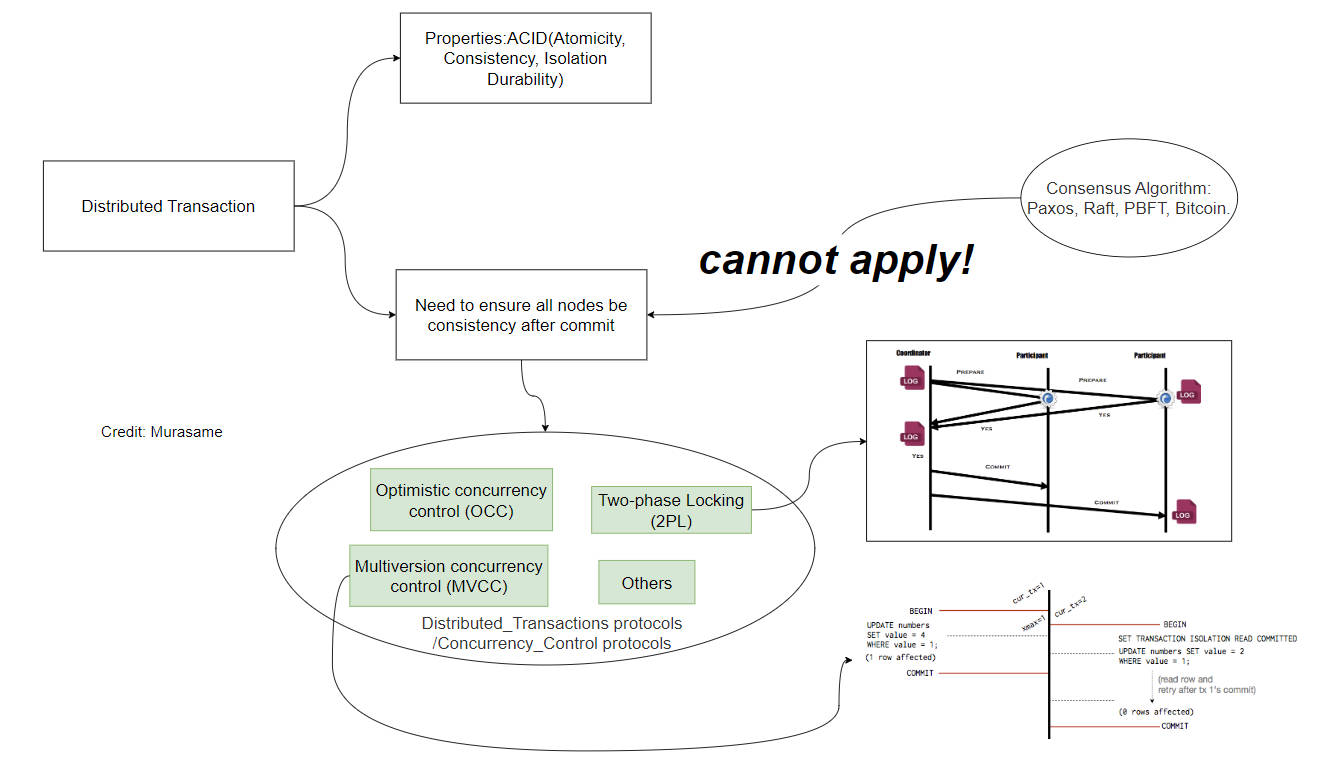 Properties:ACID(Atomicity,
Consistency, Isolation
Durability)
Distributed Transaction
Consensus Algorithm:
Paxos, Raft, PBFT, Bitcoin.
cannot apply!
Need to ensure all nodes be
consistency after commit
Credit: Murasame
Optimistic concurrency
control (OCC)
Two-phase Locking
(2PL)
Multiversion concurrency
control (MVCC)
Others
Distributed_Transactions protocols
/Concurrency_Control protocols
Coordinator
Participant
Participant
LOG
PREPARE
PREPARE
LOG
LOG
YES
YES
YES
COMMIT
COMMIT
LOG
cur_tx=1
cur_tx=2
xmax=1
BEGIN
UPDATE numbers
SET value = 4
WHERE value = 1;
(1 row affected)
COMMIT
BEGIN
SET TRANSACTION ISOLATION READ COMMITTED
UPDATE numbers SET value = 2
WHERE value = 1;
(read row and
retry after tx 1's commit)
(0 rows affected)
COMMIT